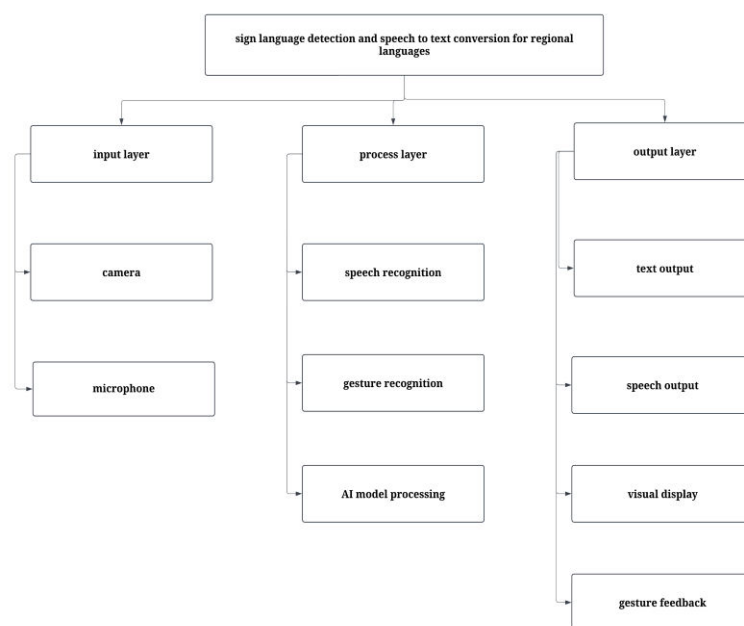 sign language detection and speech to text conversion for regional
languages
input layer
process layer
output layer
camera
speech recognition
text output
microphone
gesture recognition
speech output
AI model processing
visual display
gesture feedback